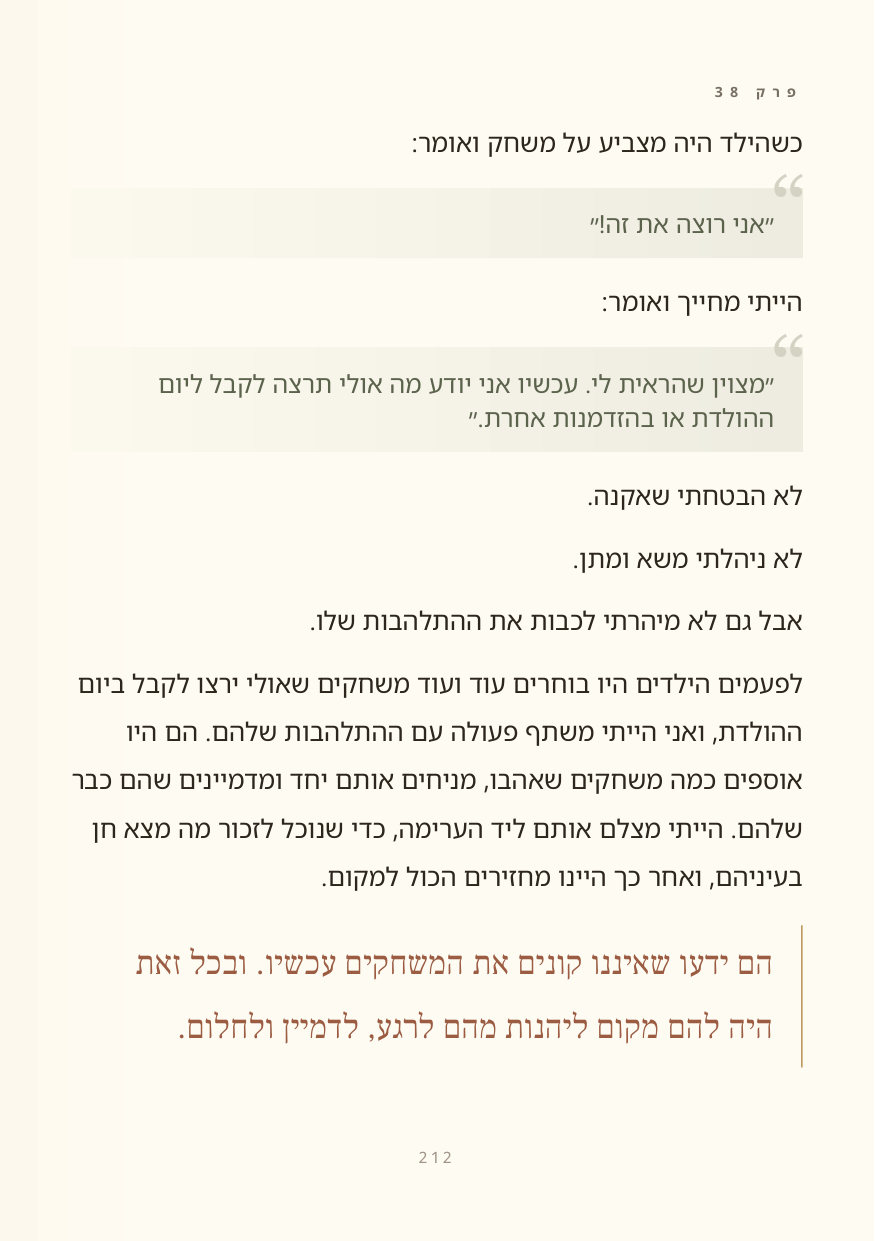 פרק 38
כשהילד היה מצביע על משחק ואומר:
״אני רוצה את זה!״
הייתי מחייך ואומר:
״מצוין שהראית לי. עכשיו אני יודע מה אולי תרצה לקבל ליום
ההולדת או בהזדמנות אחרת.״
לא הבטחתי שאקנה.
לא ניהלתי משא ומתן.
אבל גם לא מיהרתי לכבות את ההתלהבות שלו.
לפעמים הילדים היו בוחרים עוד ועוד משחקים שאולי ירצו לקבל ביום
ההולדת, ואני הייתי משתף פעולה עם ההתלהבות שלהם. הם היו
אוספים כמה משחקים שאהבו, מניחים אותם יחד ומדמיינים שהם כבר
שלהם. הייתי מצלם אותם ליד הערימה, כדי שנוכל לזכור מה מצא חן
בעיניהם, ואחר כך היינו מחזירים הכול למקום.
הם ידעו שאיננו קונים את המשחקים עכשיו. ובכל זאת
היה להם מקום ליהנות מהם לרגע, לדמיין ולחלום.
212